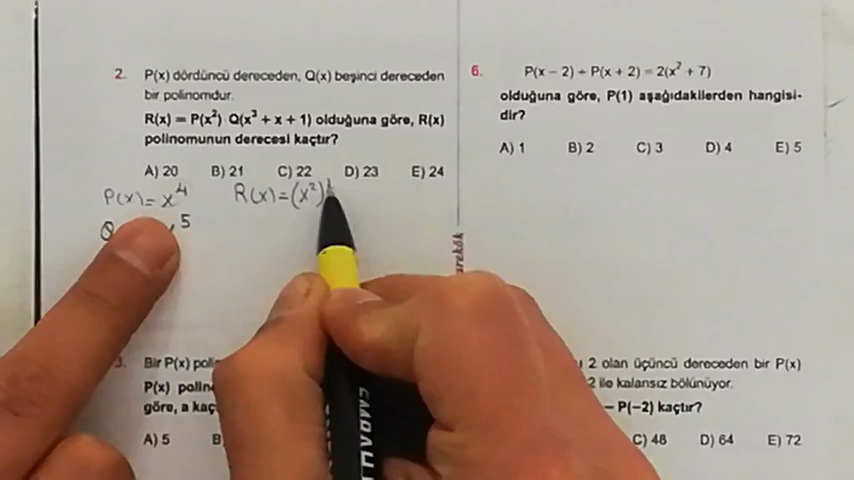 2. P(x) dördüncü dereceden, Q(x) beşinci dereceden
bir polinomdur.
R(x) = P(x²) Q(x³ + x + 1) olduğuna göre, R(x)
polinomunun derecesi kaçtır?
A) 20 B) 21 C) 22 D) 23 E) 24
P(x) = x⁴ R(x) = (x²)
5
6. P(x − 2) + P(x + 2) = 2(x² + 7)
olduğuna göre, P(1) aşağıdakilerden hangisi-
dir?
A) 1 B) 2 C) 3 D) 4 E) 5
arekök
3. Bir P(x)
P(x)
göre, a
A) 5 B
2 olan üçüncü dereceden bir P(x)
2 ile kalansız bölünüyor.
− P(−2) kaçtır?
C) 48 D) 64 E) 72